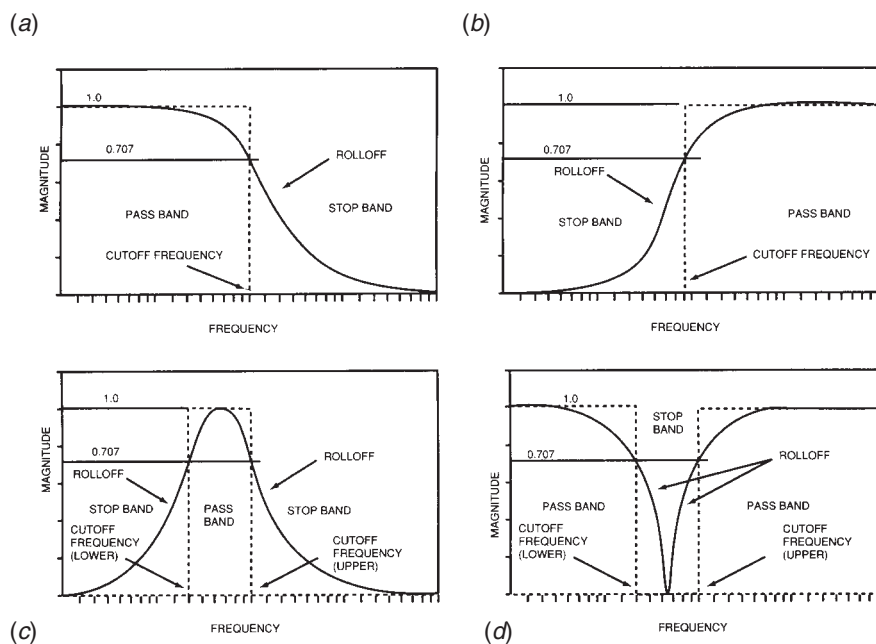 (a)
1.0
0.707
ROLLOFF
PASS BAND
STOP BAND
CUTOFF FREQUENCY
MAGNITUDE
FREQUENCY
(b)
1.0
0.707
ROLLOFF
STOP BAND
PASS BAND
CUTOFF FREQUENCY
MAGNITUDE
FREQUENCY
1.0
0.707
ROLLOFF
ROLLOFF
STOP BAND
PASS
BAND
STOP BAND
CUTOFF
FREQUENCY
(LOWER)
CUTOFF
FREQUENCY
(UPPER)
MAGNITUDE
(c)
FREQUENCY
1.0
STOP
BAND
0.707
ROLLOFF
PASS BAND
PASS BAND
CUTOFF
FREQUENCY
(LOWER)
CUTOFF
FREQUENCY
(UPPER)
MAGNITUDE
(d)
FREQUENCY